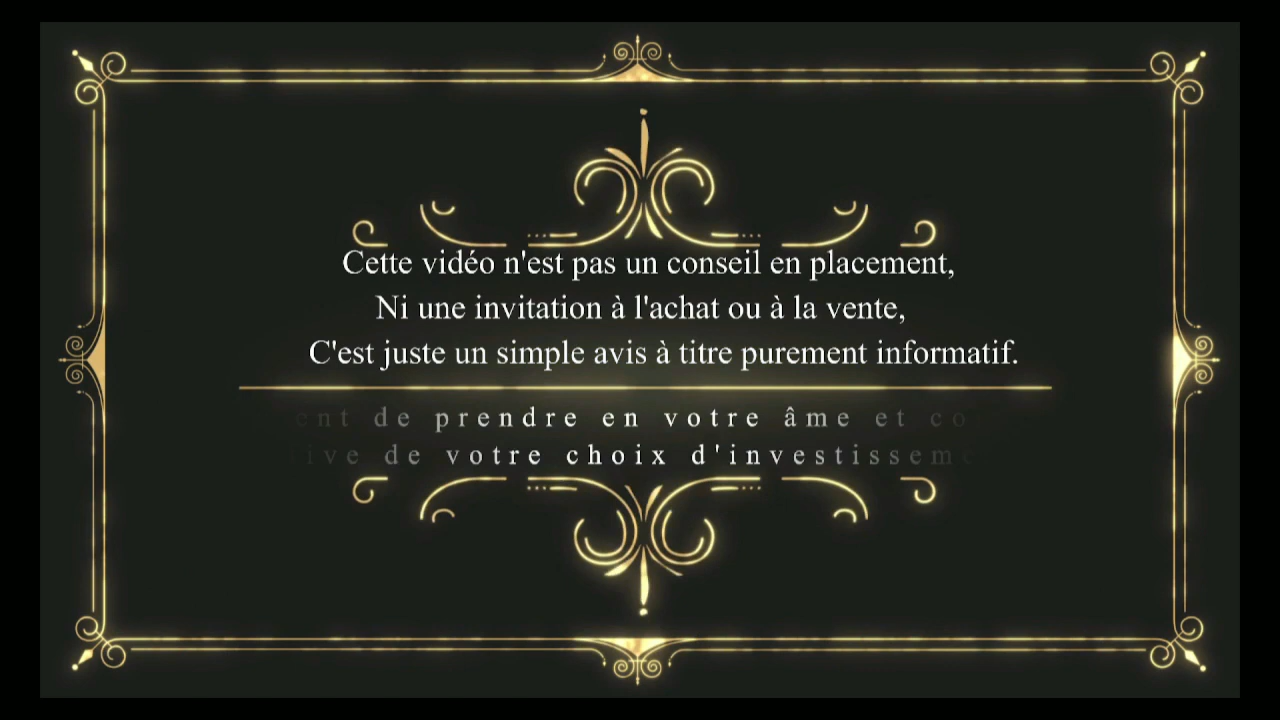 Cette vidéo n'est pas un conseil en placement,
Ni une invitation à l'achat ou à la vente,
C'est juste un simple avis à titre purement informatif.
de prendre en votre âme et
de votre choix